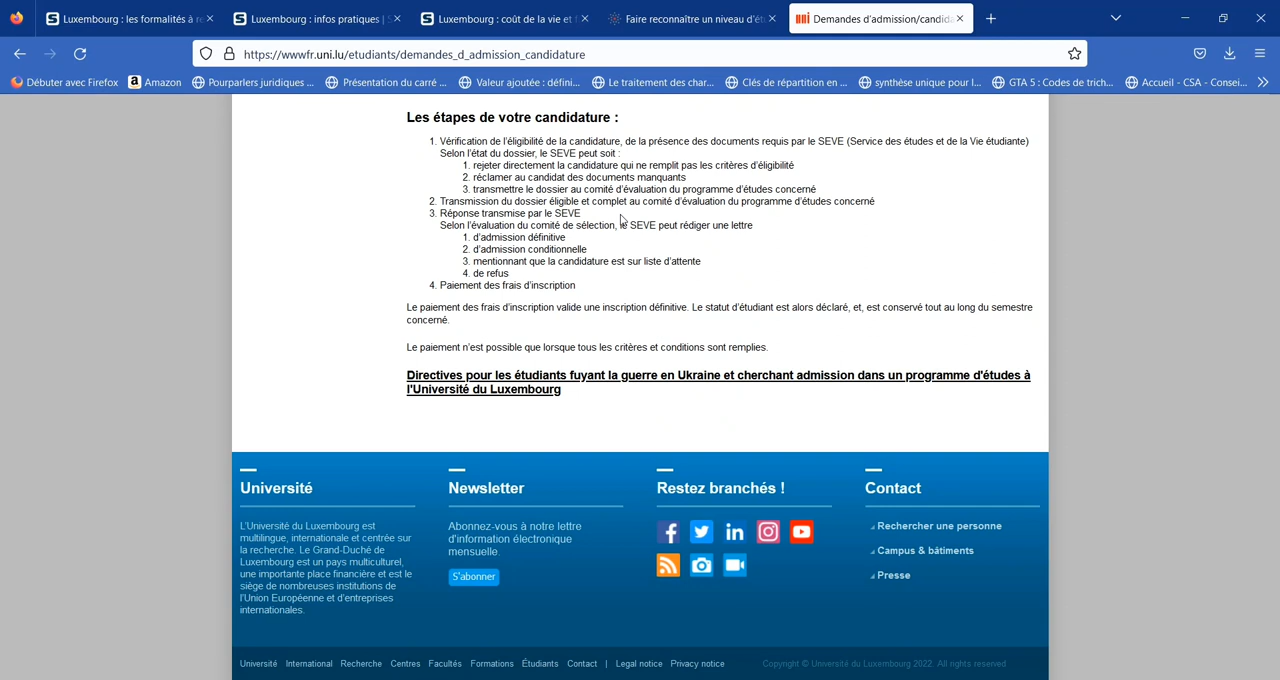 Luxembourg : les formalités à r
Luxembourg : infos pratiques | S
Luxembourg : coût de la vie et f
Faire reconnaître un niveau d'ét
Demandes d'admission/candida
https://wwwfr.uni.lu/etudiants/demandes_d_admission_candidature
Débuter avec Firefox
Amazon
Pourparlers juridiques ...
Présentation du carré ...
Valeur ajoutée : défini...
Le traitement des char...
Clés de répartition en ...
synthèse unique pour l...
GTA 5 : Codes de trich...
Accueil - CSA - Consei...
Les étapes de votre candidature :
1. Vérification de l'éligibilité de la candidature, de la présence des documents requis par le SEVE (Service des études et de la Vie étudiante)
Selon l'état du dossier, le SEVE peut soit :
1. rejeter directement la candidature qui ne remplit pas les critères d'éligibilité
2. réclamer au candidat des documents manquants
3. transmettre le dossier au comité d'évaluation du programme d'études concerné
2. Transmission du dossier éligible et complet au comité d'évaluation du programme d'études concerné
3. Réponse transmise par le SEVE
Selon l'évaluation du comité de sélection, le SEVE peut rédiger une lettre
1. d'admission définitive
2. d'admission conditionnelle
3. mentionnant que la candidature est sur liste d'attente
4. de refus
4. Paiement des frais d'inscription
Le paiement des frais d'inscription valide une inscription définitive. Le statut d'étudiant est alors déclaré, et, est conservé tout au long du semestre
concerné.
Le paiement n'est possible que lorsque tous les critères et conditions sont remplies.
Directives pour les étudiants fuyant la guerre en Ukraine et cherchant admission dans un programme d'études à
l'Université du Luxembourg
Université
L'Université du Luxembourg est
multilingue, internationale et centrée sur
la recherche. Le Grand-Duché de
Luxembourg est un pays multiculturel,
une importante place financière et est le
siège de nombreuses institutions de
l'Union Européenne et d'entreprises
internationales.
Newsletter
Abonnez-vous à notre lettre
d'information électronique
mensuelle.
S'abonner
Restez branchés !
Contact
Rechercher une personne
Campus & bâtiments
Presse
Université International Recherche Centres Facultés Formations Étudiants Contact | Legal notice Privacy notice
Copyright © Université du Luxembourg 2022. All rights reserved